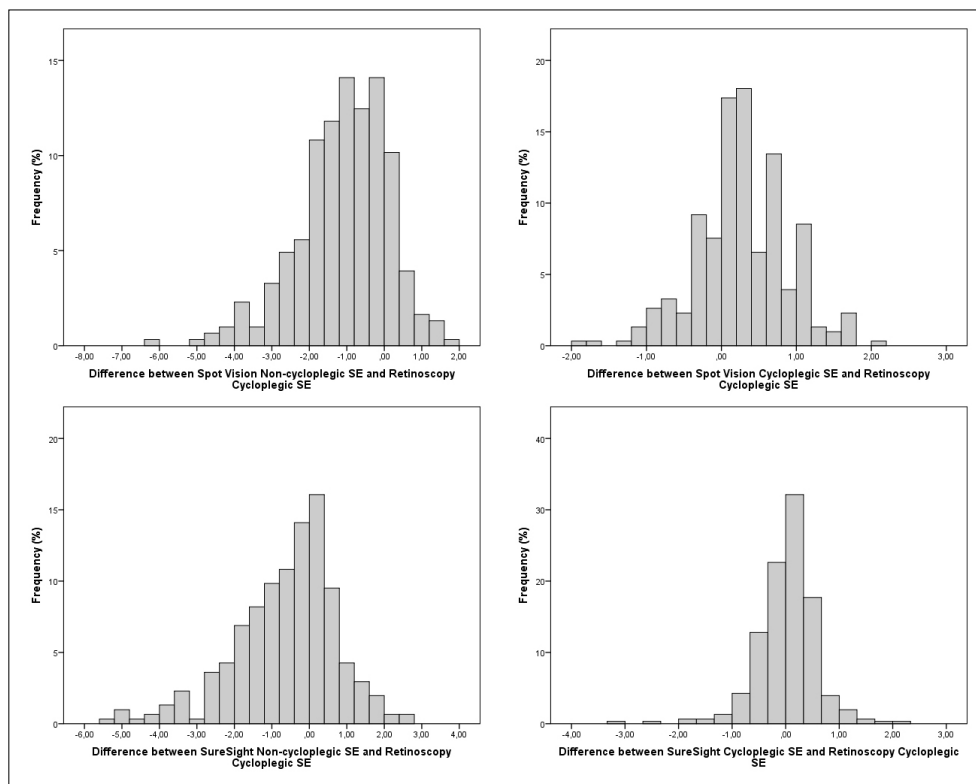 Frequency (%)
15
10
5
0
-8,00 -7,00 -6,00 -5,00 -4,00 -3,00 -2,00 -1,00 ,00 1,00 2,00
Difference between Spot Vision Non-cycloplegic SE and Retinoscopy
Cycloplegic SE
Frequency (%)
20
15
10
5
0
-2,00 -1,00 ,00 1,00 2,00 3,00
Difference between Spot Vision Cycloplegic SE and Retinoscopy
Cycloplegic SE
Frequency (%)
20
15
10
5
0
-6,00 -5,00 -4,00 -3,00 -2,00 -1,00 ,00 1,00 2,00 3,00 4,00
Difference between SureSight Non-cycloplegic SE and Retinoscopy
Cycloplegic SE
Frequency (%)
40
30
20
10
0
-4,00 -3,00 -2,00 -1,00 ,00 1,00 2,00 3,00
Difference between SureSight Cycloplegic SE and Retinoscopy Cycloplegic
SE